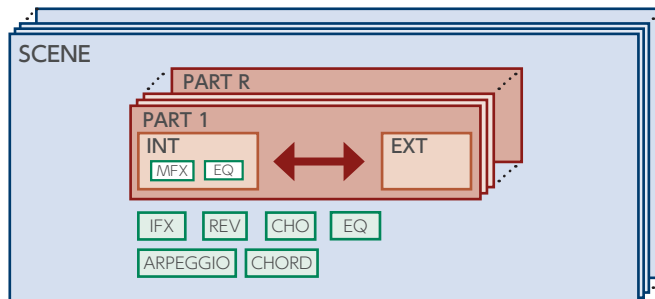 SCENE
PART R
PART 1
INT EXT
MFX EQ
IFX REV CHO EQ
ARPEGGIO CHORD